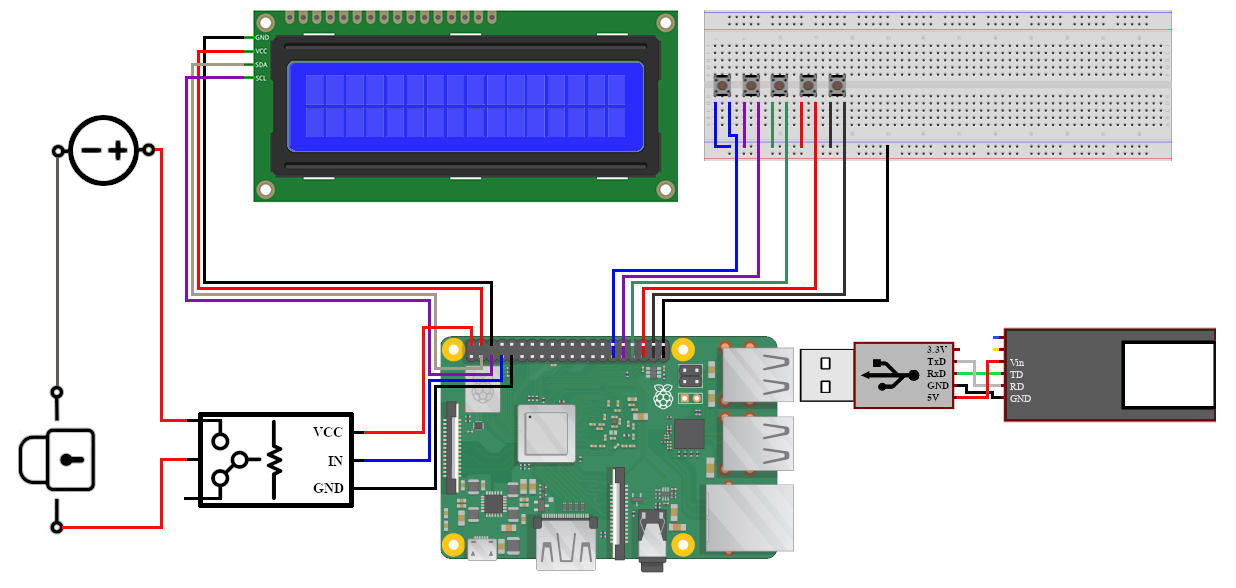 GND
VCC
SDA
SCL
VCC
IN
GND
3.3V
TxD
RxD
GND
5V
Vin
TD
RD
GND